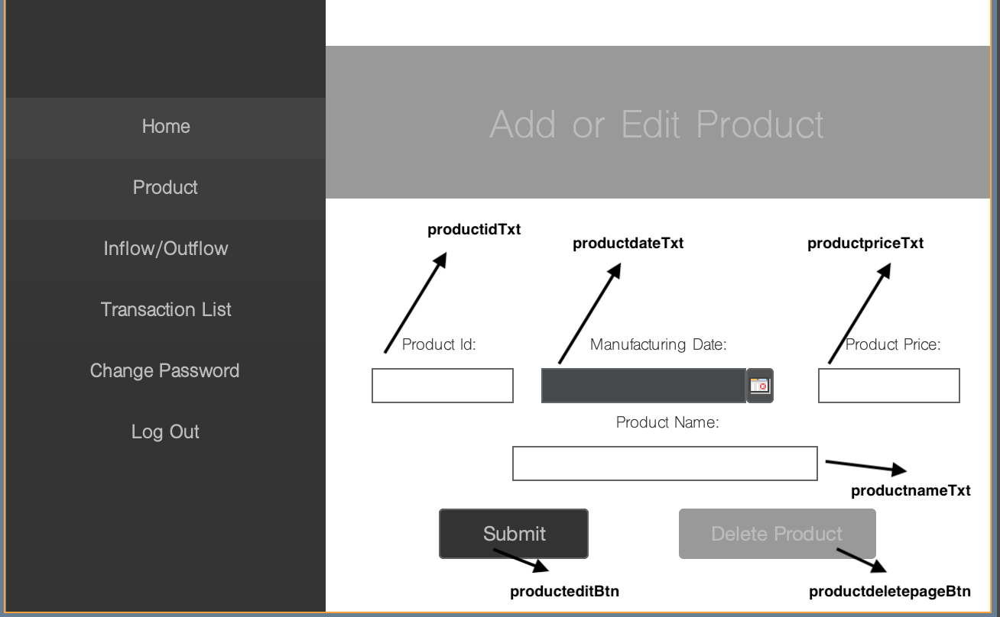 Home
Product
Inflow/Outflow
Transaction List
Change Password
Log Out
Add or Edit Product
productidTxt
productdateTxt
productpriceTxt
Product Id:
Manufacturing Date:
Product Price:
Product Name:
productnameTxt
Submit
Delete Product
producteditBtn
productdeletepageBtn